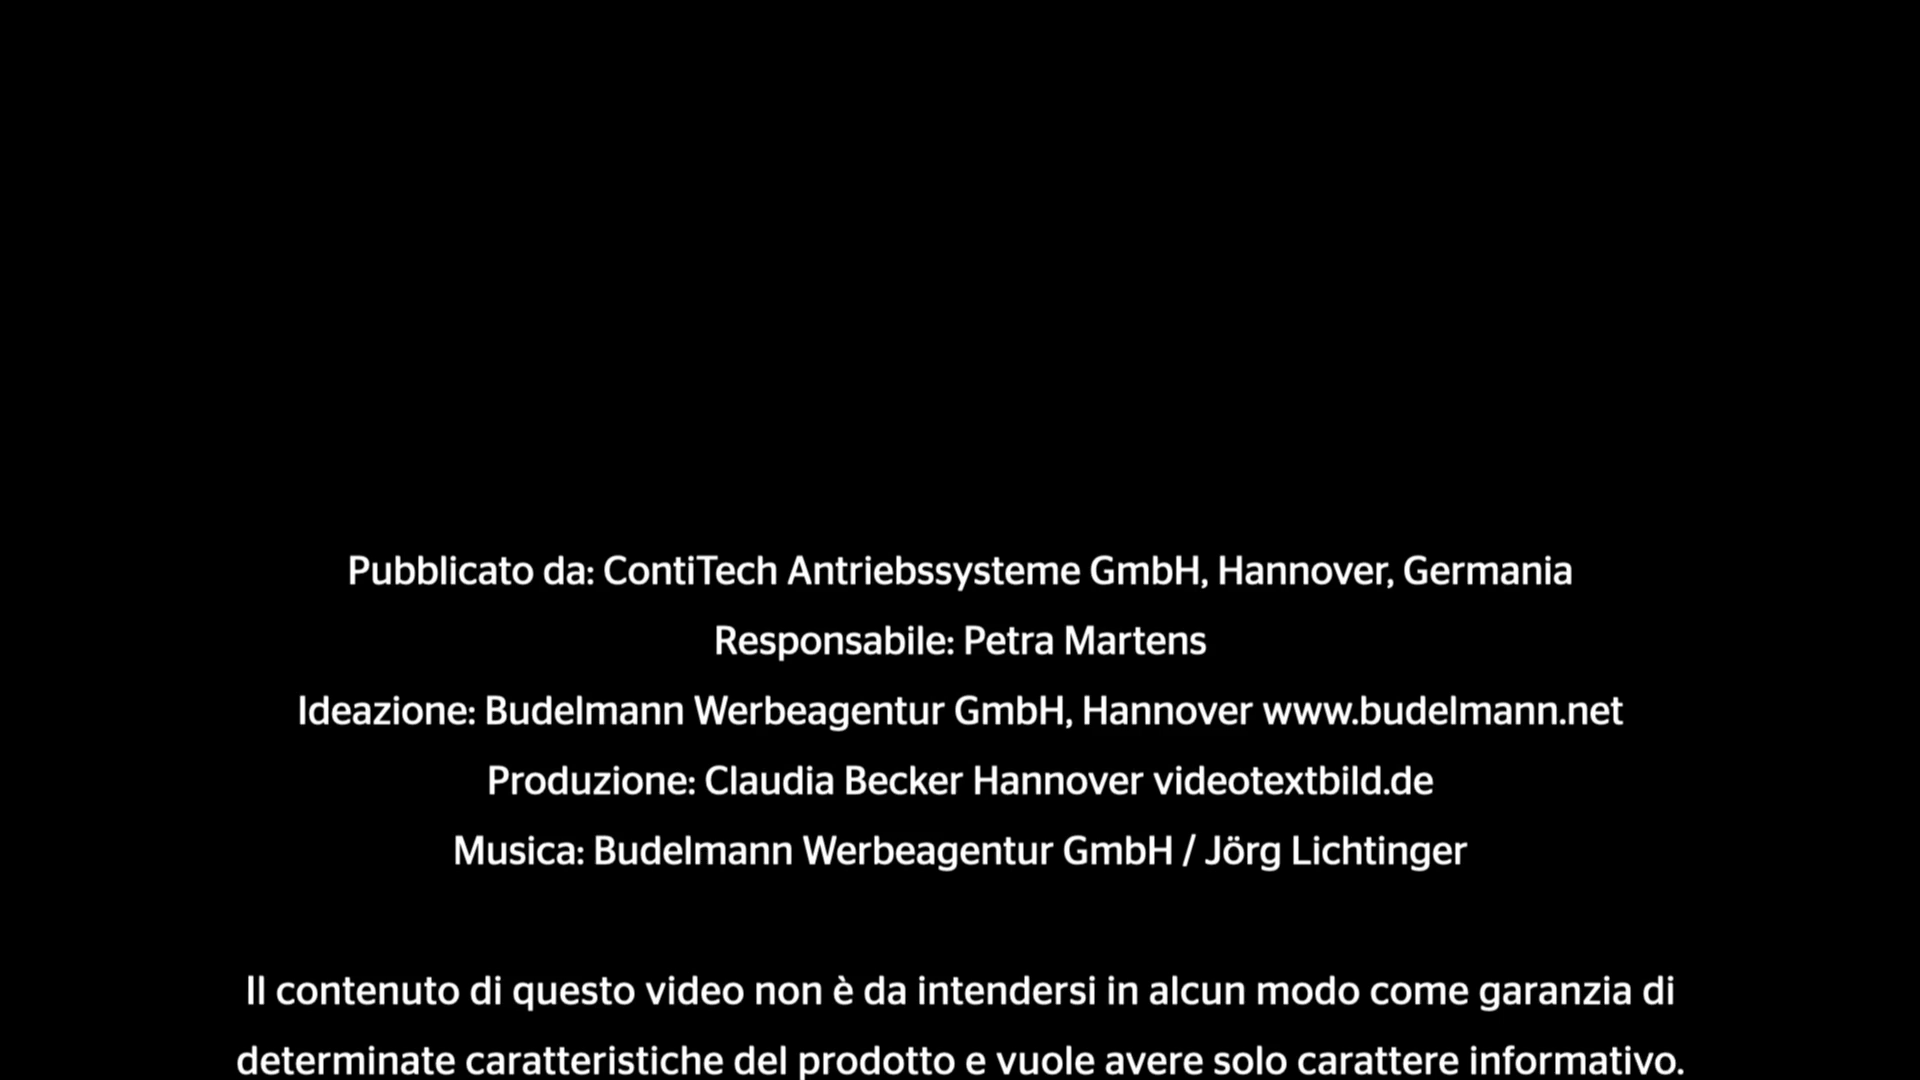 Pubblicato da: ContiTech Antriebssysteme GmbH, Hannover, Germania
Responsabile: Petra Martens
Ideazione: Budelmann Werbeagentur GmbH, Hannover www.budelmann.net
Produzione: Claudia Becker Hannover videotextbild.de
Musica: Budelmann Werbeagentur GmbH / Jörg Lichtinger
Il contenuto di questo video non è da intendersi in alcun modo come garanzia di
determinate caratteristiche del prodotto e vuole avere solo carattere informativo.